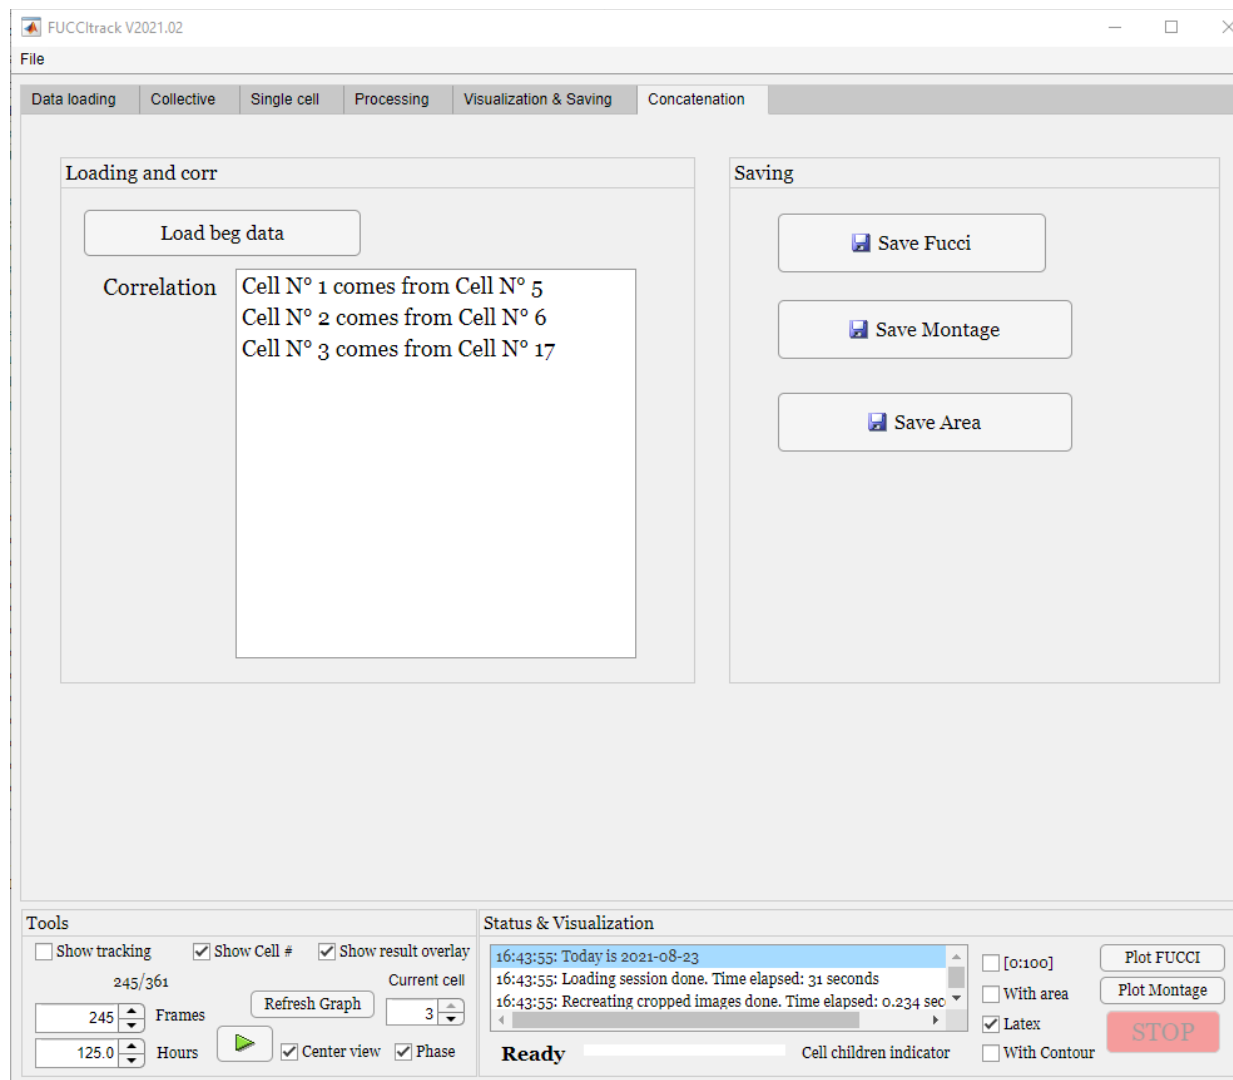 FUCCItrack V2021.02
File
Data loading Collective Single cell Processing Visualization & Saving Concatenation
Loading and corr
Load beg data
Correlation
Cell N° 1 comes from Cell N° 5
Cell N° 2 comes from Cell N° 6
Cell N° 3 comes from Cell N° 17
Saving
Save Fucci
Save Montage
Save Area
Tools
Show tracking Show Cell # Show result overlay
245/361 Current cell
Refresh Graph 3
245 Frames
125.0 Hours Center view Phase
Status & Visualization
16:43:55: Today is 2021-08-23
16:43:55: Loading session done. Time elapsed: 31 seconds
16:43:55: Recreating cropped images done. Time elapsed: 0.234 sec
Ready Cell children indicator
[0:100]
With area
Latex
With Contour
Plot FUCCI
Plot Montage
STOP